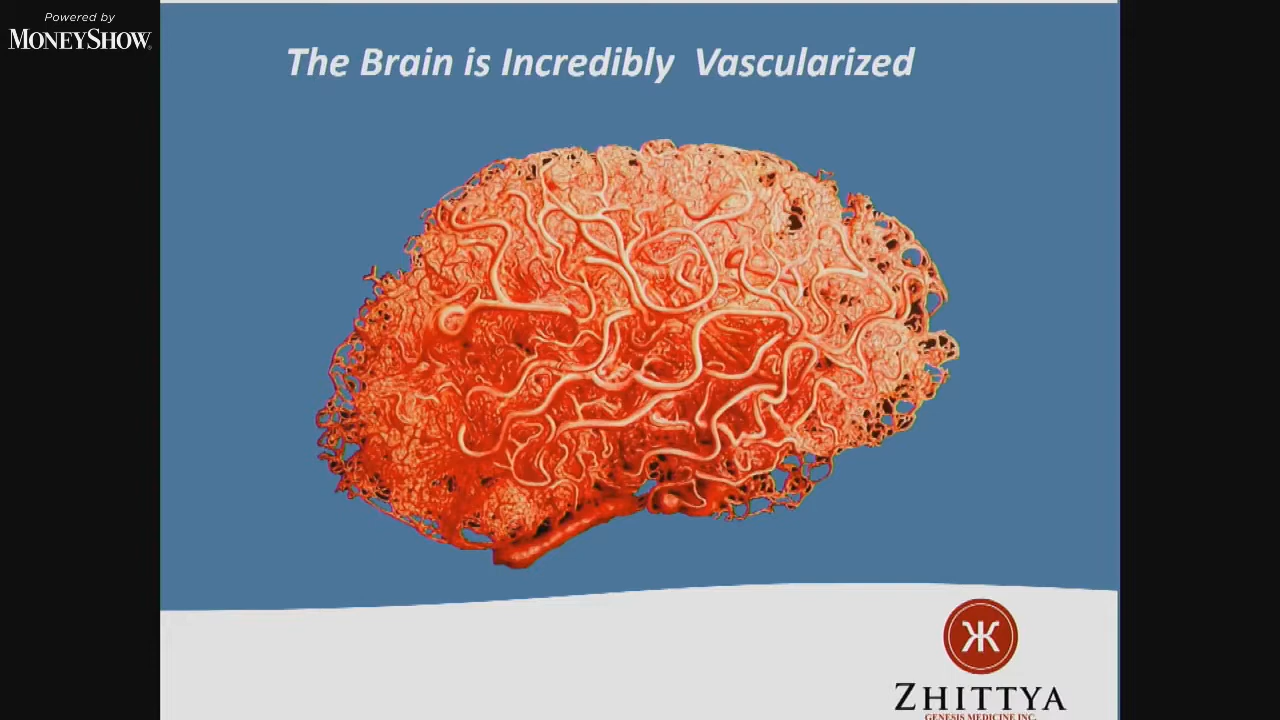 Powered by
MONEYSHOW
The Brain is Incredibly Vascularized
ZHITTYA
GENESIS MEDICINE INC.